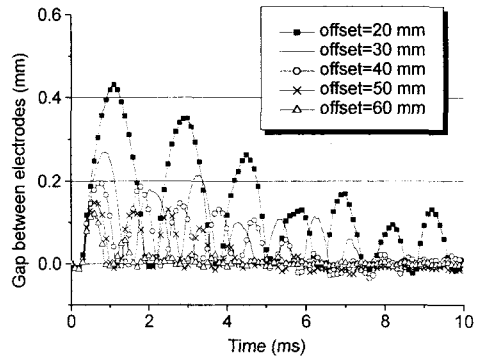 Gap between electrodes (mm)
0.6
0.4
0.2
0.0
offset=20 mm
offset=30 mm
offset=40 mm
offset=50 mm
offset=60 mm
0 2 4 6 8 10
Time (ms)